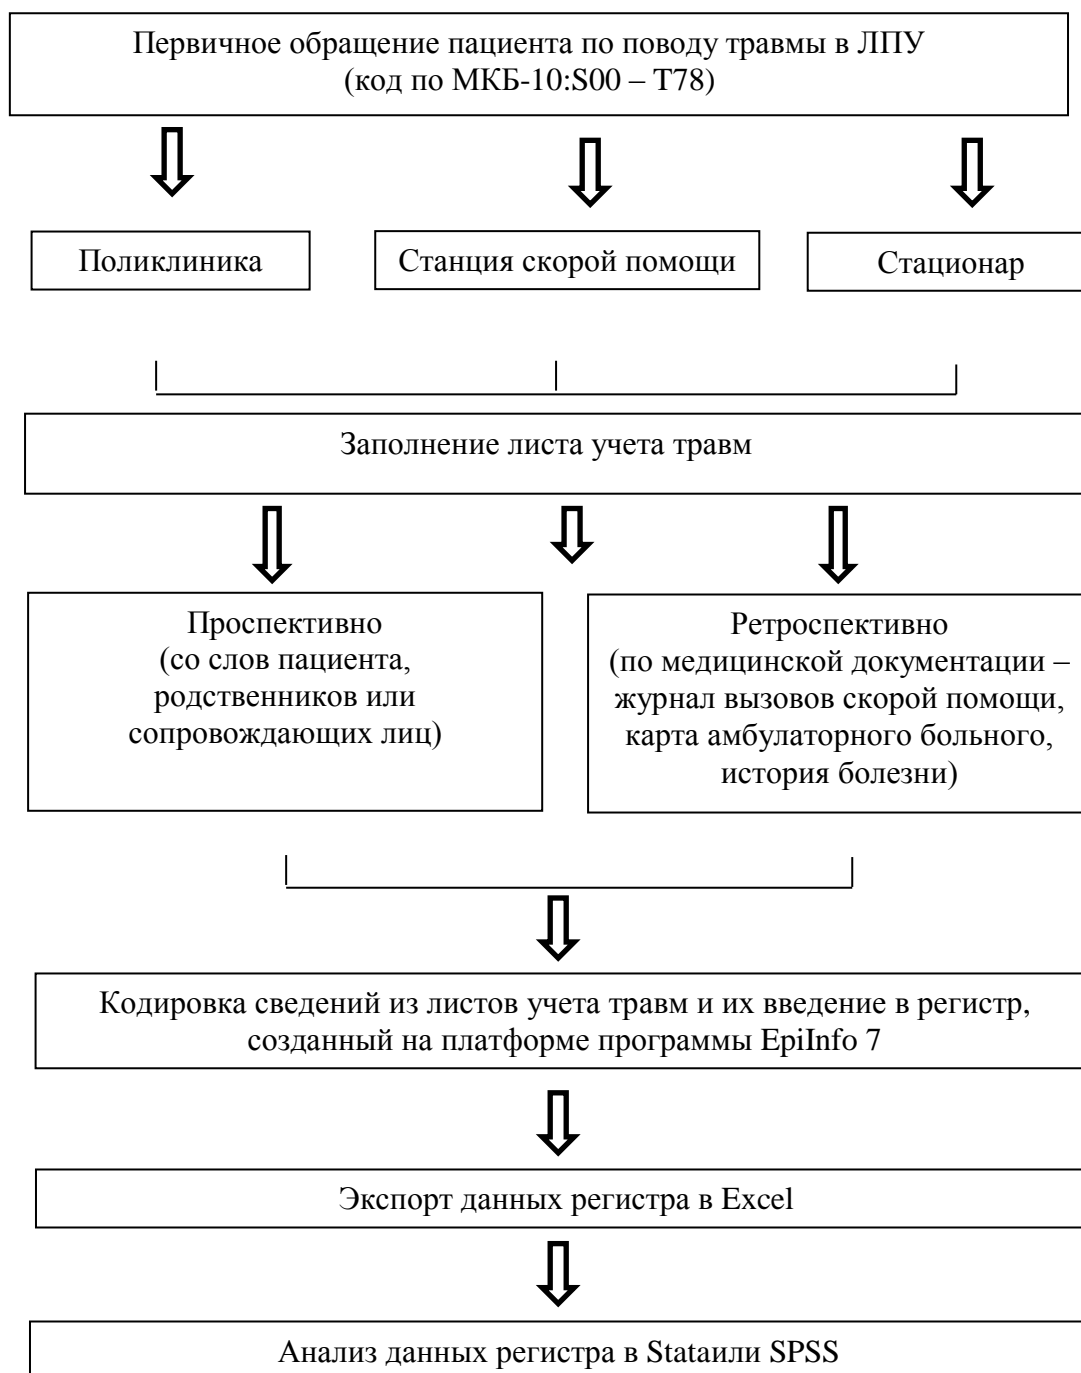 Первичное обращение пациента по поводу травмы в ЛПУ
(код по МКБ-10:S00 – T78)
Поликлиника
Станция скорой помощи
Стационар
Заполнение листа учета травм
Проспективно
(со слов пациента,
родственников или
сопровождающих лиц)
Ретроспективно
(по медицинской документации –
журнал вызовов скорой помощи,
карта амбулаторного больного,
история болезни)
Кодировка сведений из листов учета травм и их введение в регистр,
созданный на платформе программы EpiInfo 7
Экспорт данных регистра в Excel
Анализ данных регистра в Stataили SPSS